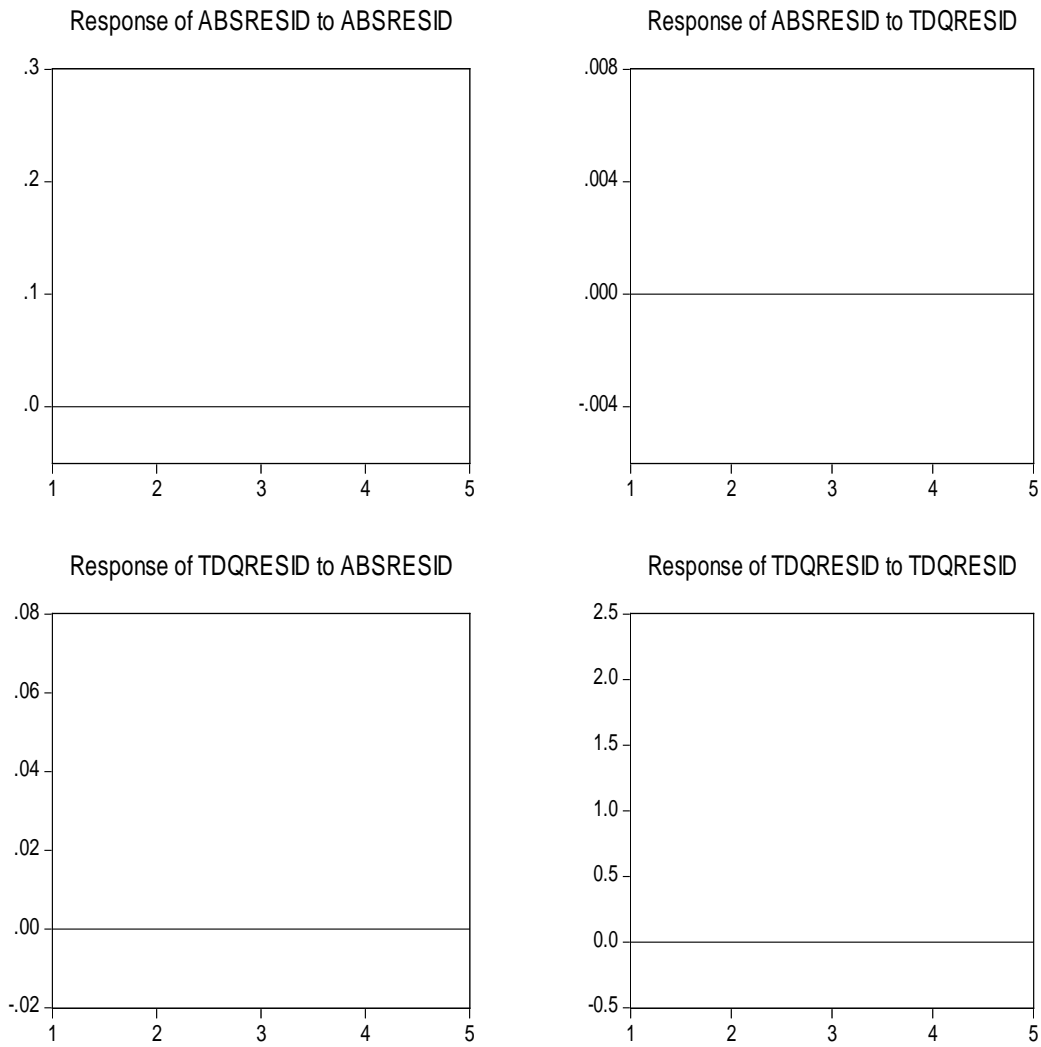 Response of ABSRESID to ABSRESID
.3
.2
.1
.0
1 2 3 4 5
Response of ABSRESID to TDQRESID
.008
.004
.000
-.004
1 2 3 4 5
Response of TDQRESID to ABSRESID
.08
.06
.04
.02
.00
-.02
1 2 3 4 5
Response of TDQRESID to TDQRESID
2.5
2.0
1.5
1.0
0.5
0.0
-0.5
1 2 3 4 5